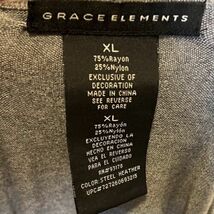 GRACE ELEMENTS
XL
75%Rayon
25%Nylon
EXCLUSIVE OF
DECORATION
MADE IN CHINA
SEE REVERSE
FOR CARE
XL
75%Rayon
25%Nylon
EXCLUYENDO LA
DECORACIÓN
HECHO EN CHINA
VEA EL REVERSO
PARA EL CUIDADO
COLOR STEEL HEATHER